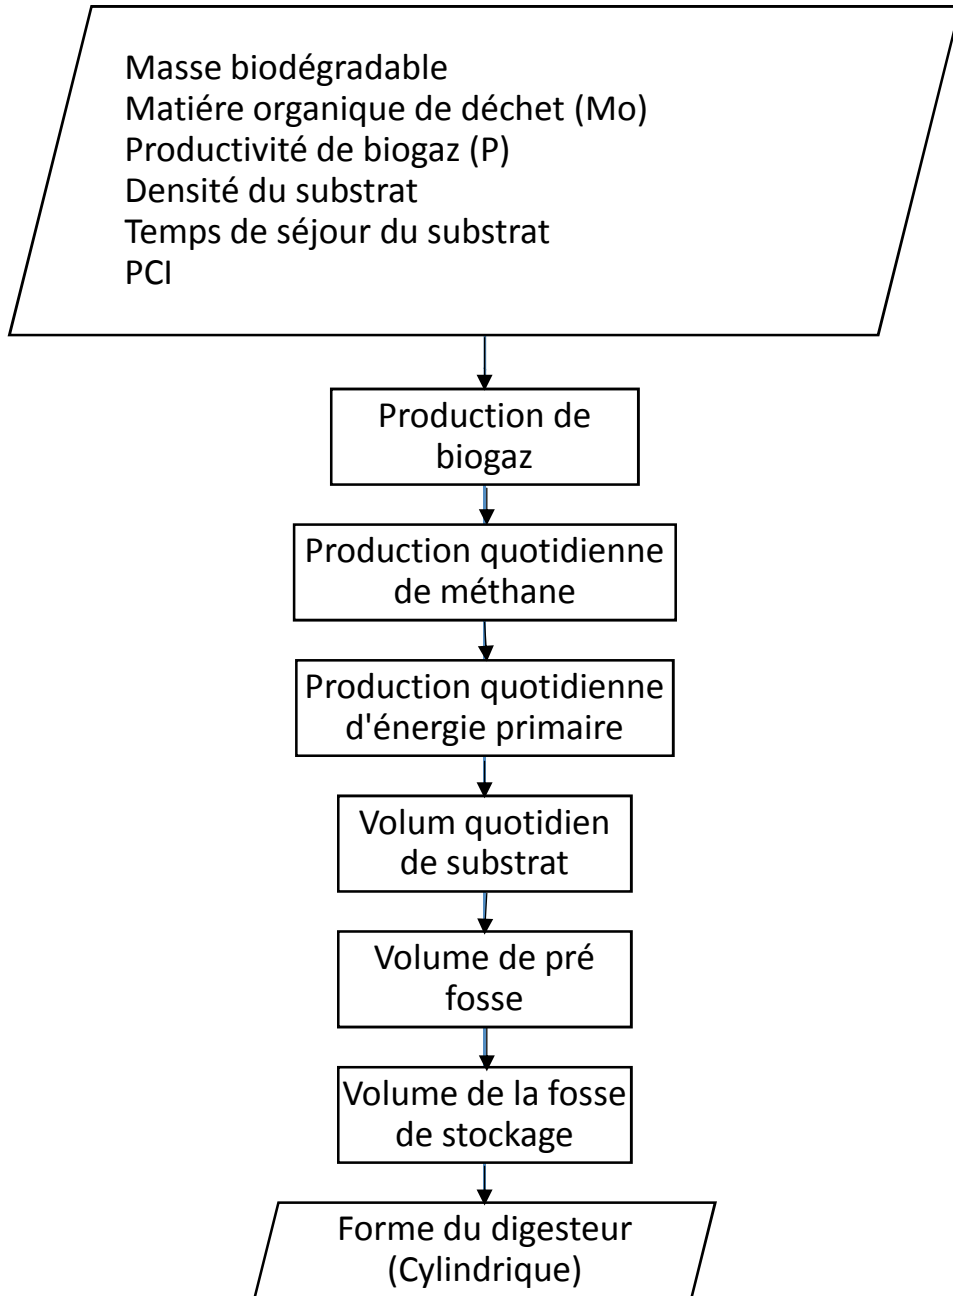 Masse biodégradable
Matiére organique de déchet (Mo)
Productivité de biogaz (P)
Densité du substrat
Temps de séjour du substrat
PCI
Production de
biogaz
Production quotidienne
de méthane
Production quotidienne
d'énergie primaire
Volum quotidien
de substrat
Volume de pré
fosse
Volume de la fosse
de stockage
Forme du digesteur
(Cylindrique)